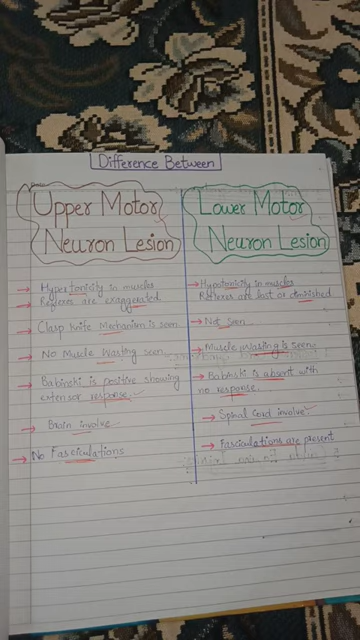 Difference Between
Upper Motor
Neuron Lesion
Hypertonicity in muscles
Reflexes are exaggerated
Clasp knife Mechanism is seen
No Muscle Wasting seen
Babinski is positive showing
extensor response.
Brain involve
No Fasciculations
Lower Motor
Neuron Lesion
Hypotonicity in muscles
Reflexes are lost or diminished
Not seen
Muscle wasting is seen
Babinski is absent with
no response.
Spinal Cord involve
Fasciculations are present